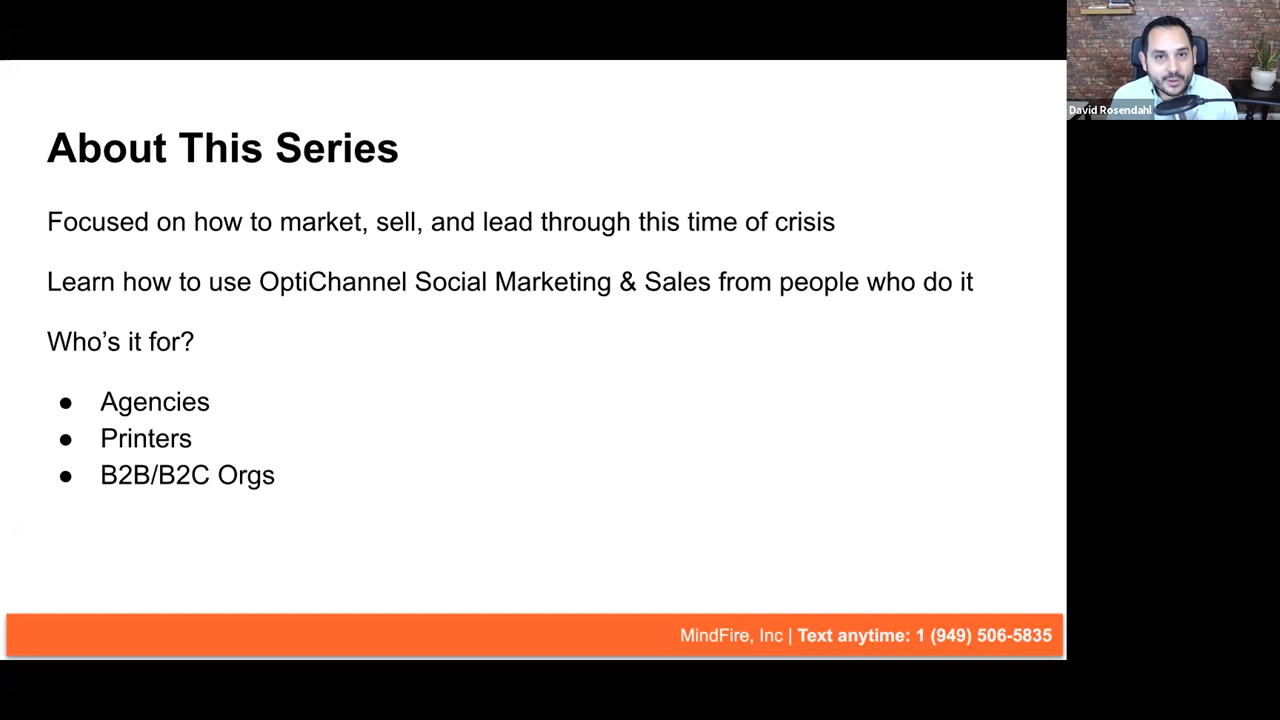 David Rosendahl
About This Series
Focused on how to market, sell, and lead through this time of crisis
Learn how to use OptiChannel Social Marketing & Sales from people who do it
Who’s it for?
● Agencies
● Printers
● B2B/B2C Orgs
MindFire, Inc | Text anytime: 1 (949) 506-5835